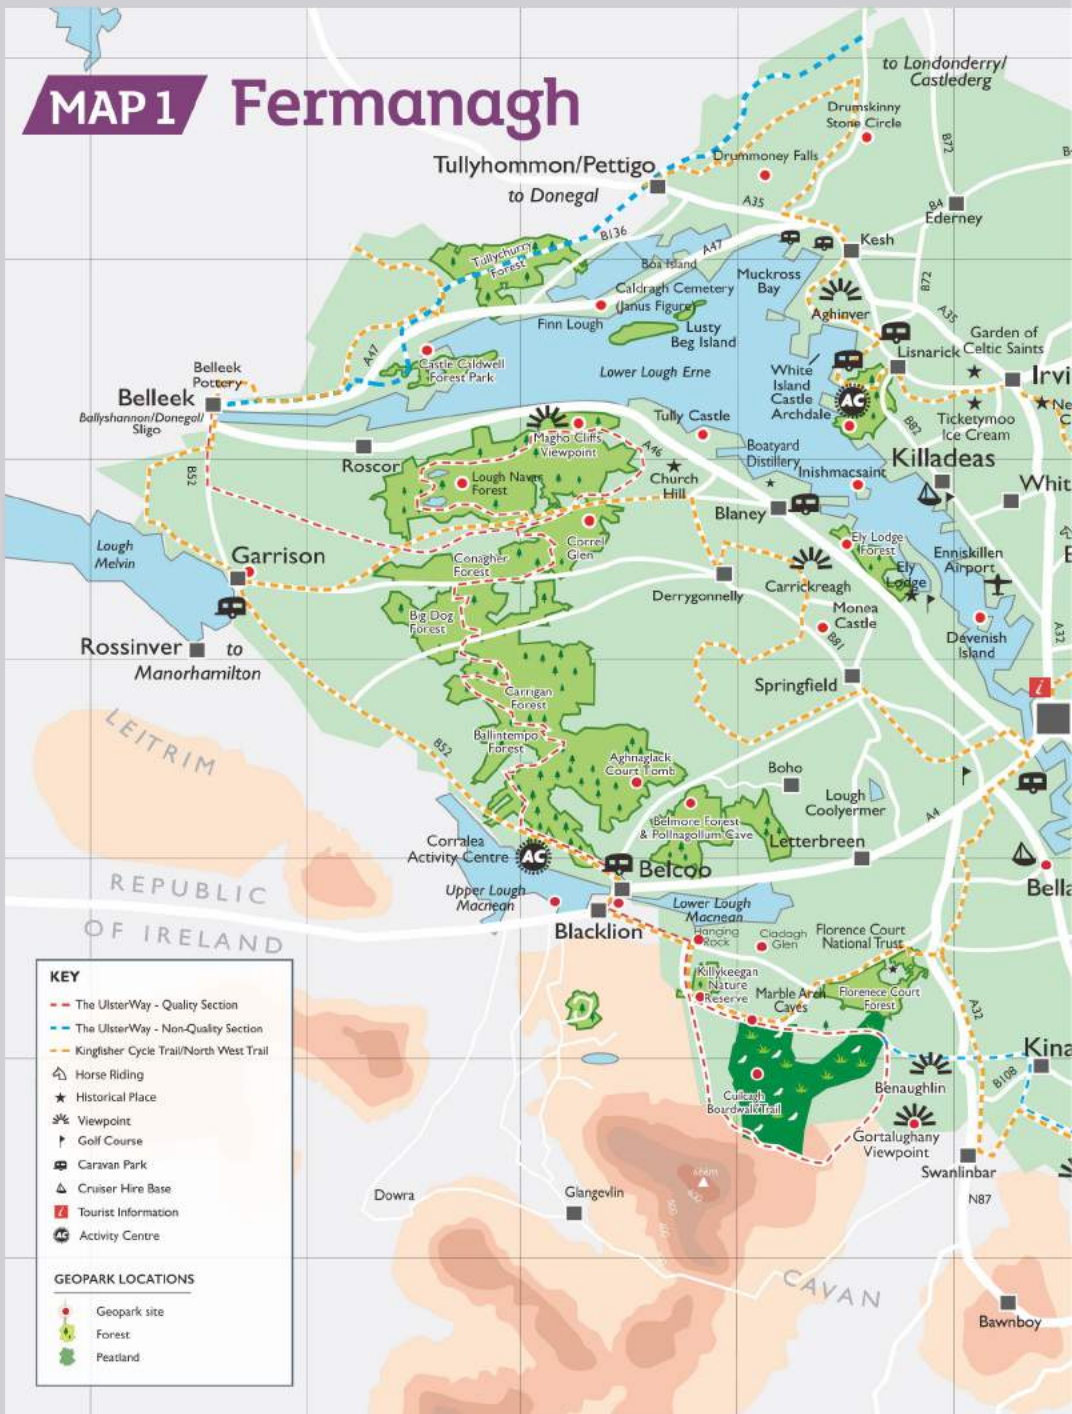 MAP 1 Fermanagh
to Londonderry/
Castlederg
Drumskinny
Stone Circle
B72
Drummoney Falls
Tullyhommon/Pettigo
to Donegal
A35
B4
Ederney
B136
A47
Kesh
Tullychurry
Forest
Boa Island
Muckross
Bay
B72
Caldragh Cemetery
(Janus Figure)
Aghinver
A35
Finn Lough
Lusty
Beg Island
Garden of
Celtic Saints
Lisnarick
A47
Castle Caldwell
Forest Park
Lower Lough Erne
White
Island
Castle
Archdale
AC
Irvi
Belleek
Pottery
Belleek
Ballyshannon/Donegal/
Sligo
Tully Castle
B82
Ticketymoo
Ice Cream
Ne
C
Magho Cliffs
Viewpoint
A46
Boatyard
Distillery
Killadeas
Roscor
B52
Lough Navar
Forest
Church
Hill
Inishmacsaint
Whit
Blaney
Lough
Melvin
Garrison
Correl
Glen
Conagher
Forest
Ely Lodge
Forest
Enniskillen
Airport
E
Ely
Lodge
Carrickreagh
Derrygonnelly
Big Dog
Forest
Monea
Castle
B81
Devenish
Island
A32
Rossinver
to
Manorhamilton
Springfield
i
Carrigan
Forest
LEITRIM
B52
Ballintempo
Forest
Aghnaglack
Court Tomb
Boho
Lough
Coolyermer
A4
Belmore Forest
& Pollnagollum Cave
Letterbreen
Corralea
Activity Centre
AC
Belcoo
Bella
REPUBLIC
OF IRELAND
Upper Lough
Macnean
Lower Lough
Macnean
Blacklion
Hanging
Rock
Cladagh
Glen
Florence Court
National Trust
Killykeegan
Nature
Reserve
Marble Arch
Caves
Florenece Court
Forest
A32
Kina
B108
Benaughlin
Cuilcagh
Boardwalk Trail
Gortalughany
Viewpoint
Swanlinbar
N87
666m
Dowra
Glangevlin
CAVAN
Bawnboy
KEY
The UlsterWay - Quality Section
The UlsterWay - Non-Quality Section
Kingfisher Cycle Trail/North West Trail
Horse Riding
Historical Place
Viewpoint
Golf Course
Caravan Park
Cruiser Hire Base
i Tourist Information
AC Activity Centre
GEOPARK LOCATIONS
Geopark site
Forest
Peatland